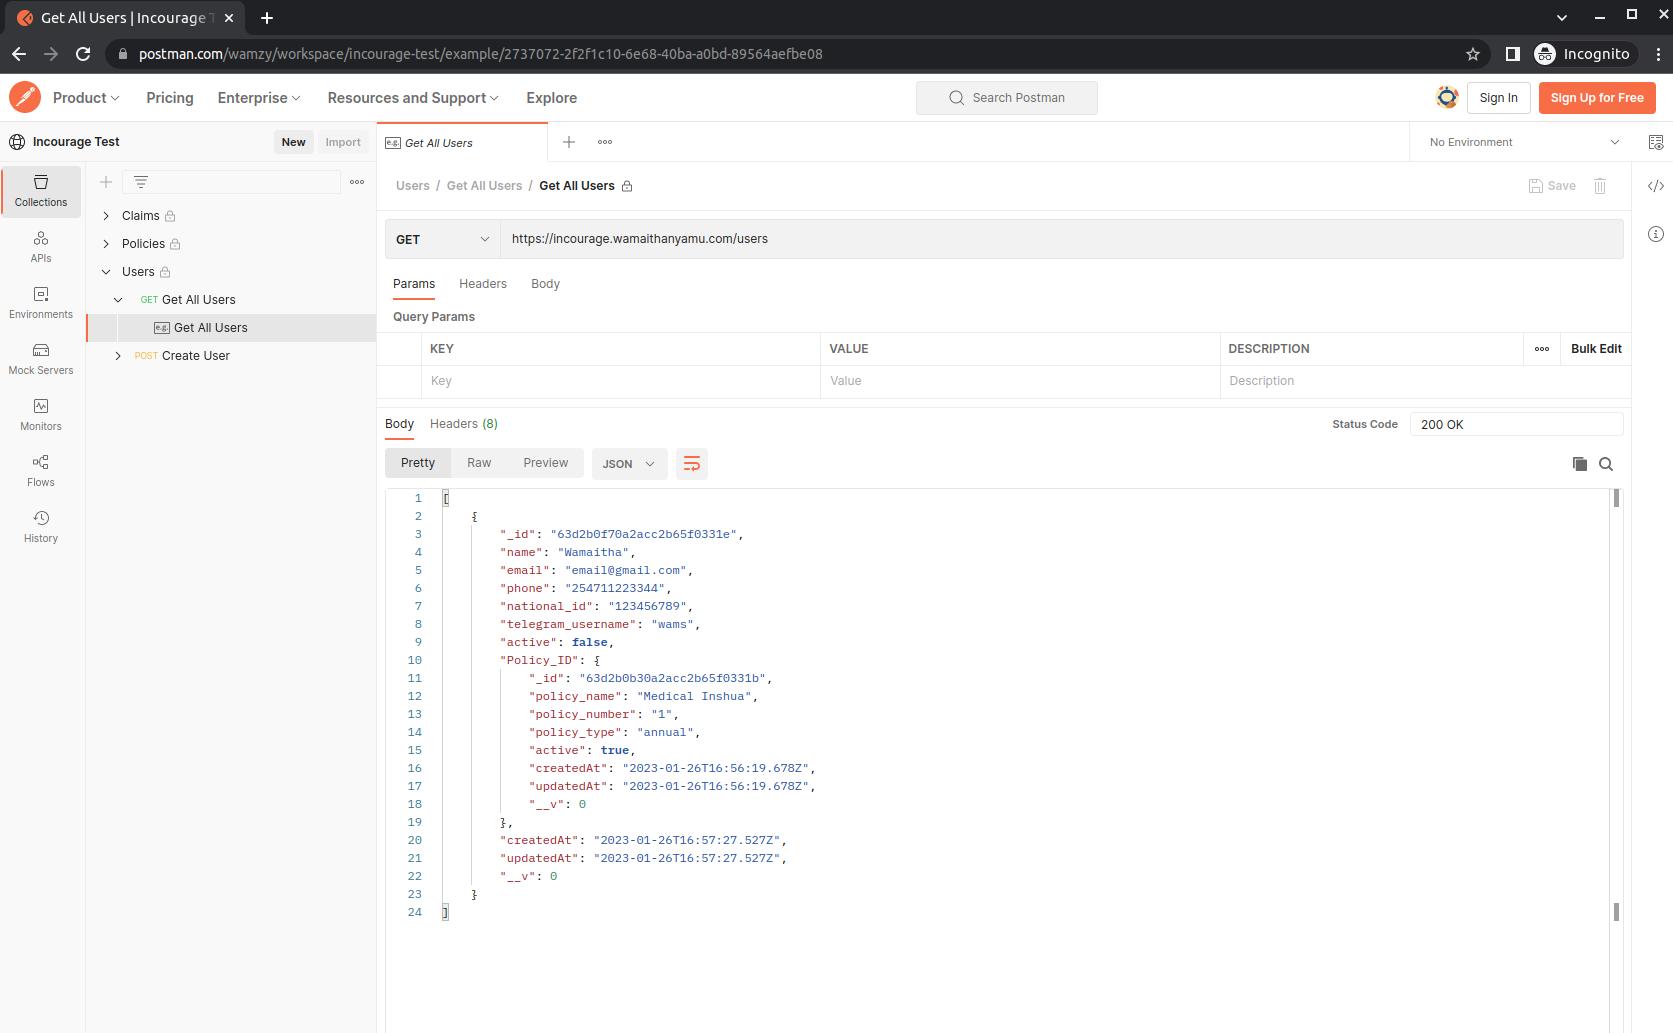 Get All Users | Incourage T
postman.com/wamzy/workspace/incourage-test/example/2737072-2f2f1c10-6e68-40ba-a0bd-89564aefbe08
Incognito
Product
Pricing
Enterprise
Resources and Support
Explore
Search Postman
Sign In
Sign Up for Free
Incourage Test
New
Import
e.g. Get All Users
No Environment
Collections
APIs
Environments
Mock Servers
Monitors
Flows
History
Claims
Policies
Users
GET Get All Users
e.g. Get All Users
POST Create User
Users / Get All Users / Get All Users
Save
GET
https://incourage.wamaithanyamu.com/users
Params
Headers
Body
Query Params
KEY
VALUE
DESCRIPTION
Bulk Edit
Key
Value
Description
Body
Headers (8)
Status Code
200 OK
Pretty
Raw
Preview
JSON
1 [
2 {
3 "_id": "63d2b0f70a2acc2b65f0331e",
4 "name": "Wamaitha",
5 "email": "email@gmail.com",
6 "phone": "254711223344",
7 "national_id": "123456789",
8 "telegram_username": "wams",
9 "active": false,
10 "Policy_ID": {
11 "_id": "63d2b0b30a2acc2b65f0331b",
12 "policy_name": "Medical Inshua",
13 "policy_number": "1",
14 "policy_type": "annual",
15 "active": true,
16 "createdAt": "2023-01-26T16:56:19.678Z",
17 "updatedAt": "2023-01-26T16:56:19.678Z",
18 "__v": 0
19 },
20 "createdAt": "2023-01-26T16:57:27.527Z",
21 "updatedAt": "2023-01-26T16:57:27.527Z",
22 "__v": 0
23 }
24 ]